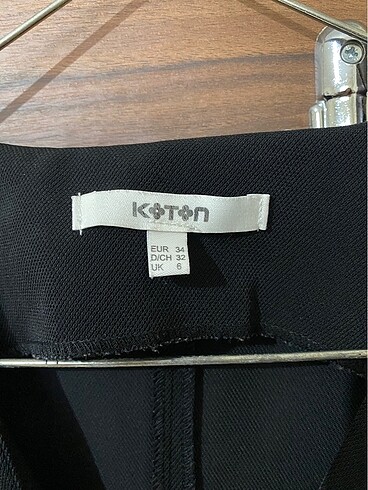 KOTON
EUR 34
D/CH 32
UK 6